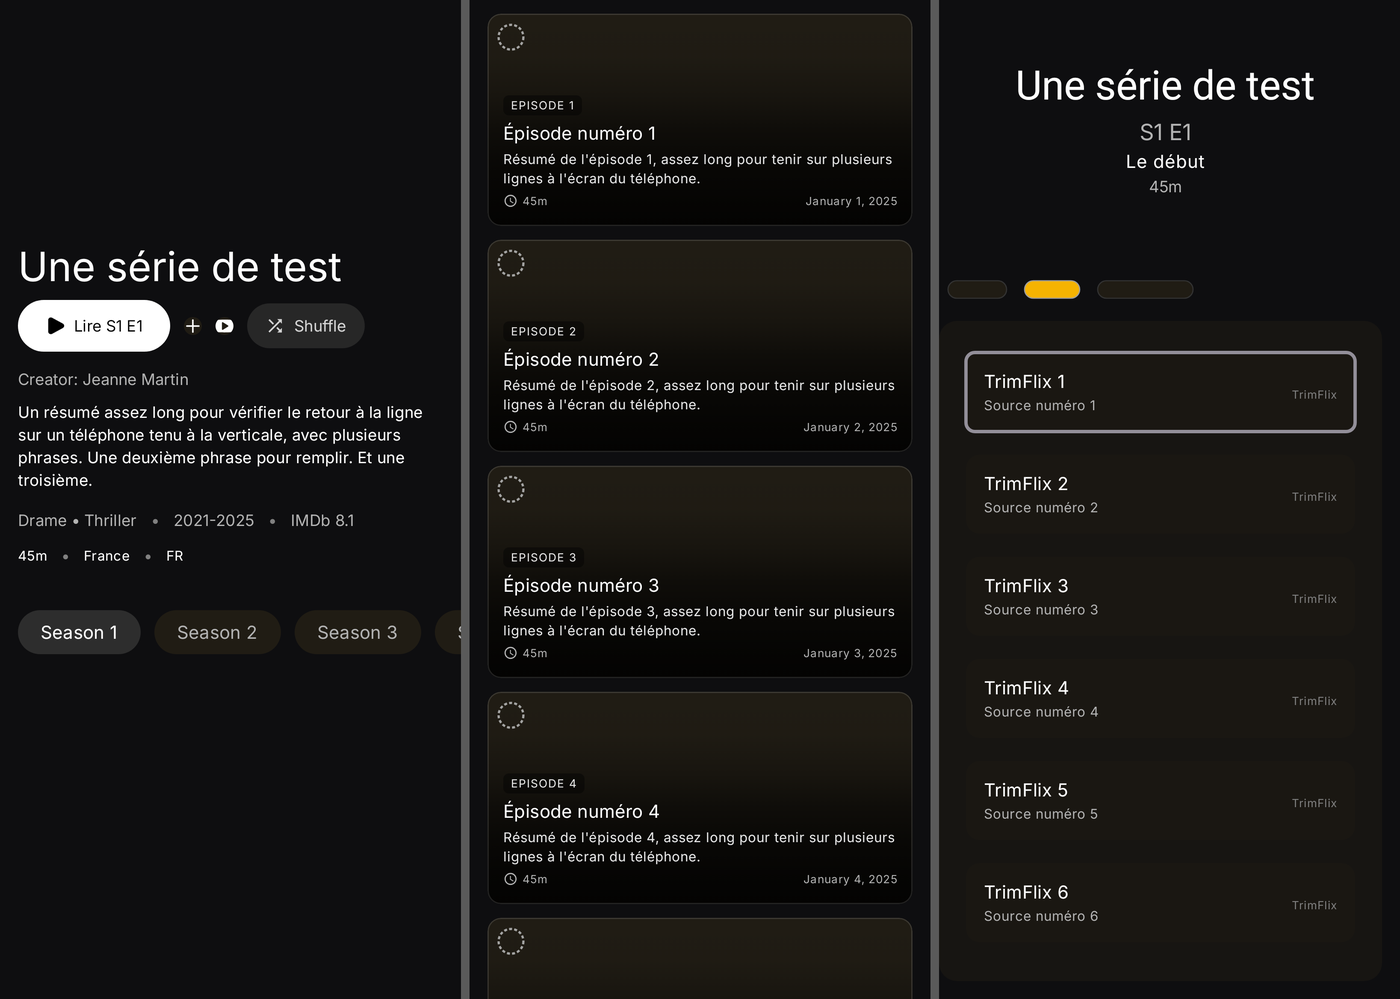 Une série de test
Lire S1 E1
Shuffle
Creator: Jeanne Martin
Un résumé assez long pour vérifier le retour à la ligne
sur un téléphone tenu à la verticale, avec plusieurs
phrases. Une deuxième phrase pour remplir. Et une
troisième.
Drame • Thriller • 2021-2025 • IMDb 8.1
45m • France • FR
Season 1
Season 2
Season 3
EPISODE 1
Épisode numéro 1
Résumé de l'épisode 1, assez long pour tenir sur plusieurs
lignes à l'écran du téléphone.
45m
January 1, 2025
EPISODE 2
Épisode numéro 2
Résumé de l'épisode 2, assez long pour tenir sur plusieurs
lignes à l'écran du téléphone.
45m
January 2, 2025
EPISODE 3
Épisode numéro 3
Résumé de l'épisode 3, assez long pour tenir sur plusieurs
lignes à l'écran du téléphone.
45m
January 3, 2025
EPISODE 4
Épisode numéro 4
Résumé de l'épisode 4, assez long pour tenir sur plusieurs
lignes à l'écran du téléphone.
45m
January 4, 2025
Une série de test
S1 E1
Le début
45m
TrimFlix 1
Source numéro 1
TrimFlix
TrimFlix 2
Source numéro 2
TrimFlix
TrimFlix 3
Source numéro 3
TrimFlix
TrimFlix 4
Source numéro 4
TrimFlix
TrimFlix 5
Source numéro 5
TrimFlix
TrimFlix 6
Source numéro 6
TrimFlix